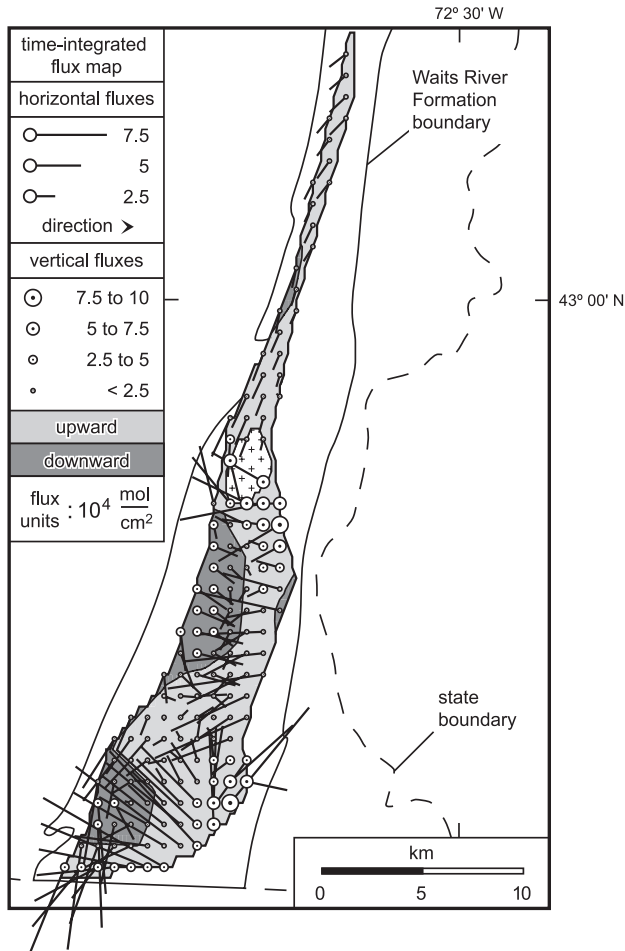 72º 30' W
time-integrated
flux map
horizontal fluxes
7.5
5
2.5
direction
vertical fluxes
7.5 to 10
5 to 7.5
2.5 to 5
< 2.5
upward
downward
flux units : 10⁴ mol/cm²
Waits River
Formation
boundary
43º 00' N
state
boundary
km
0 5 10